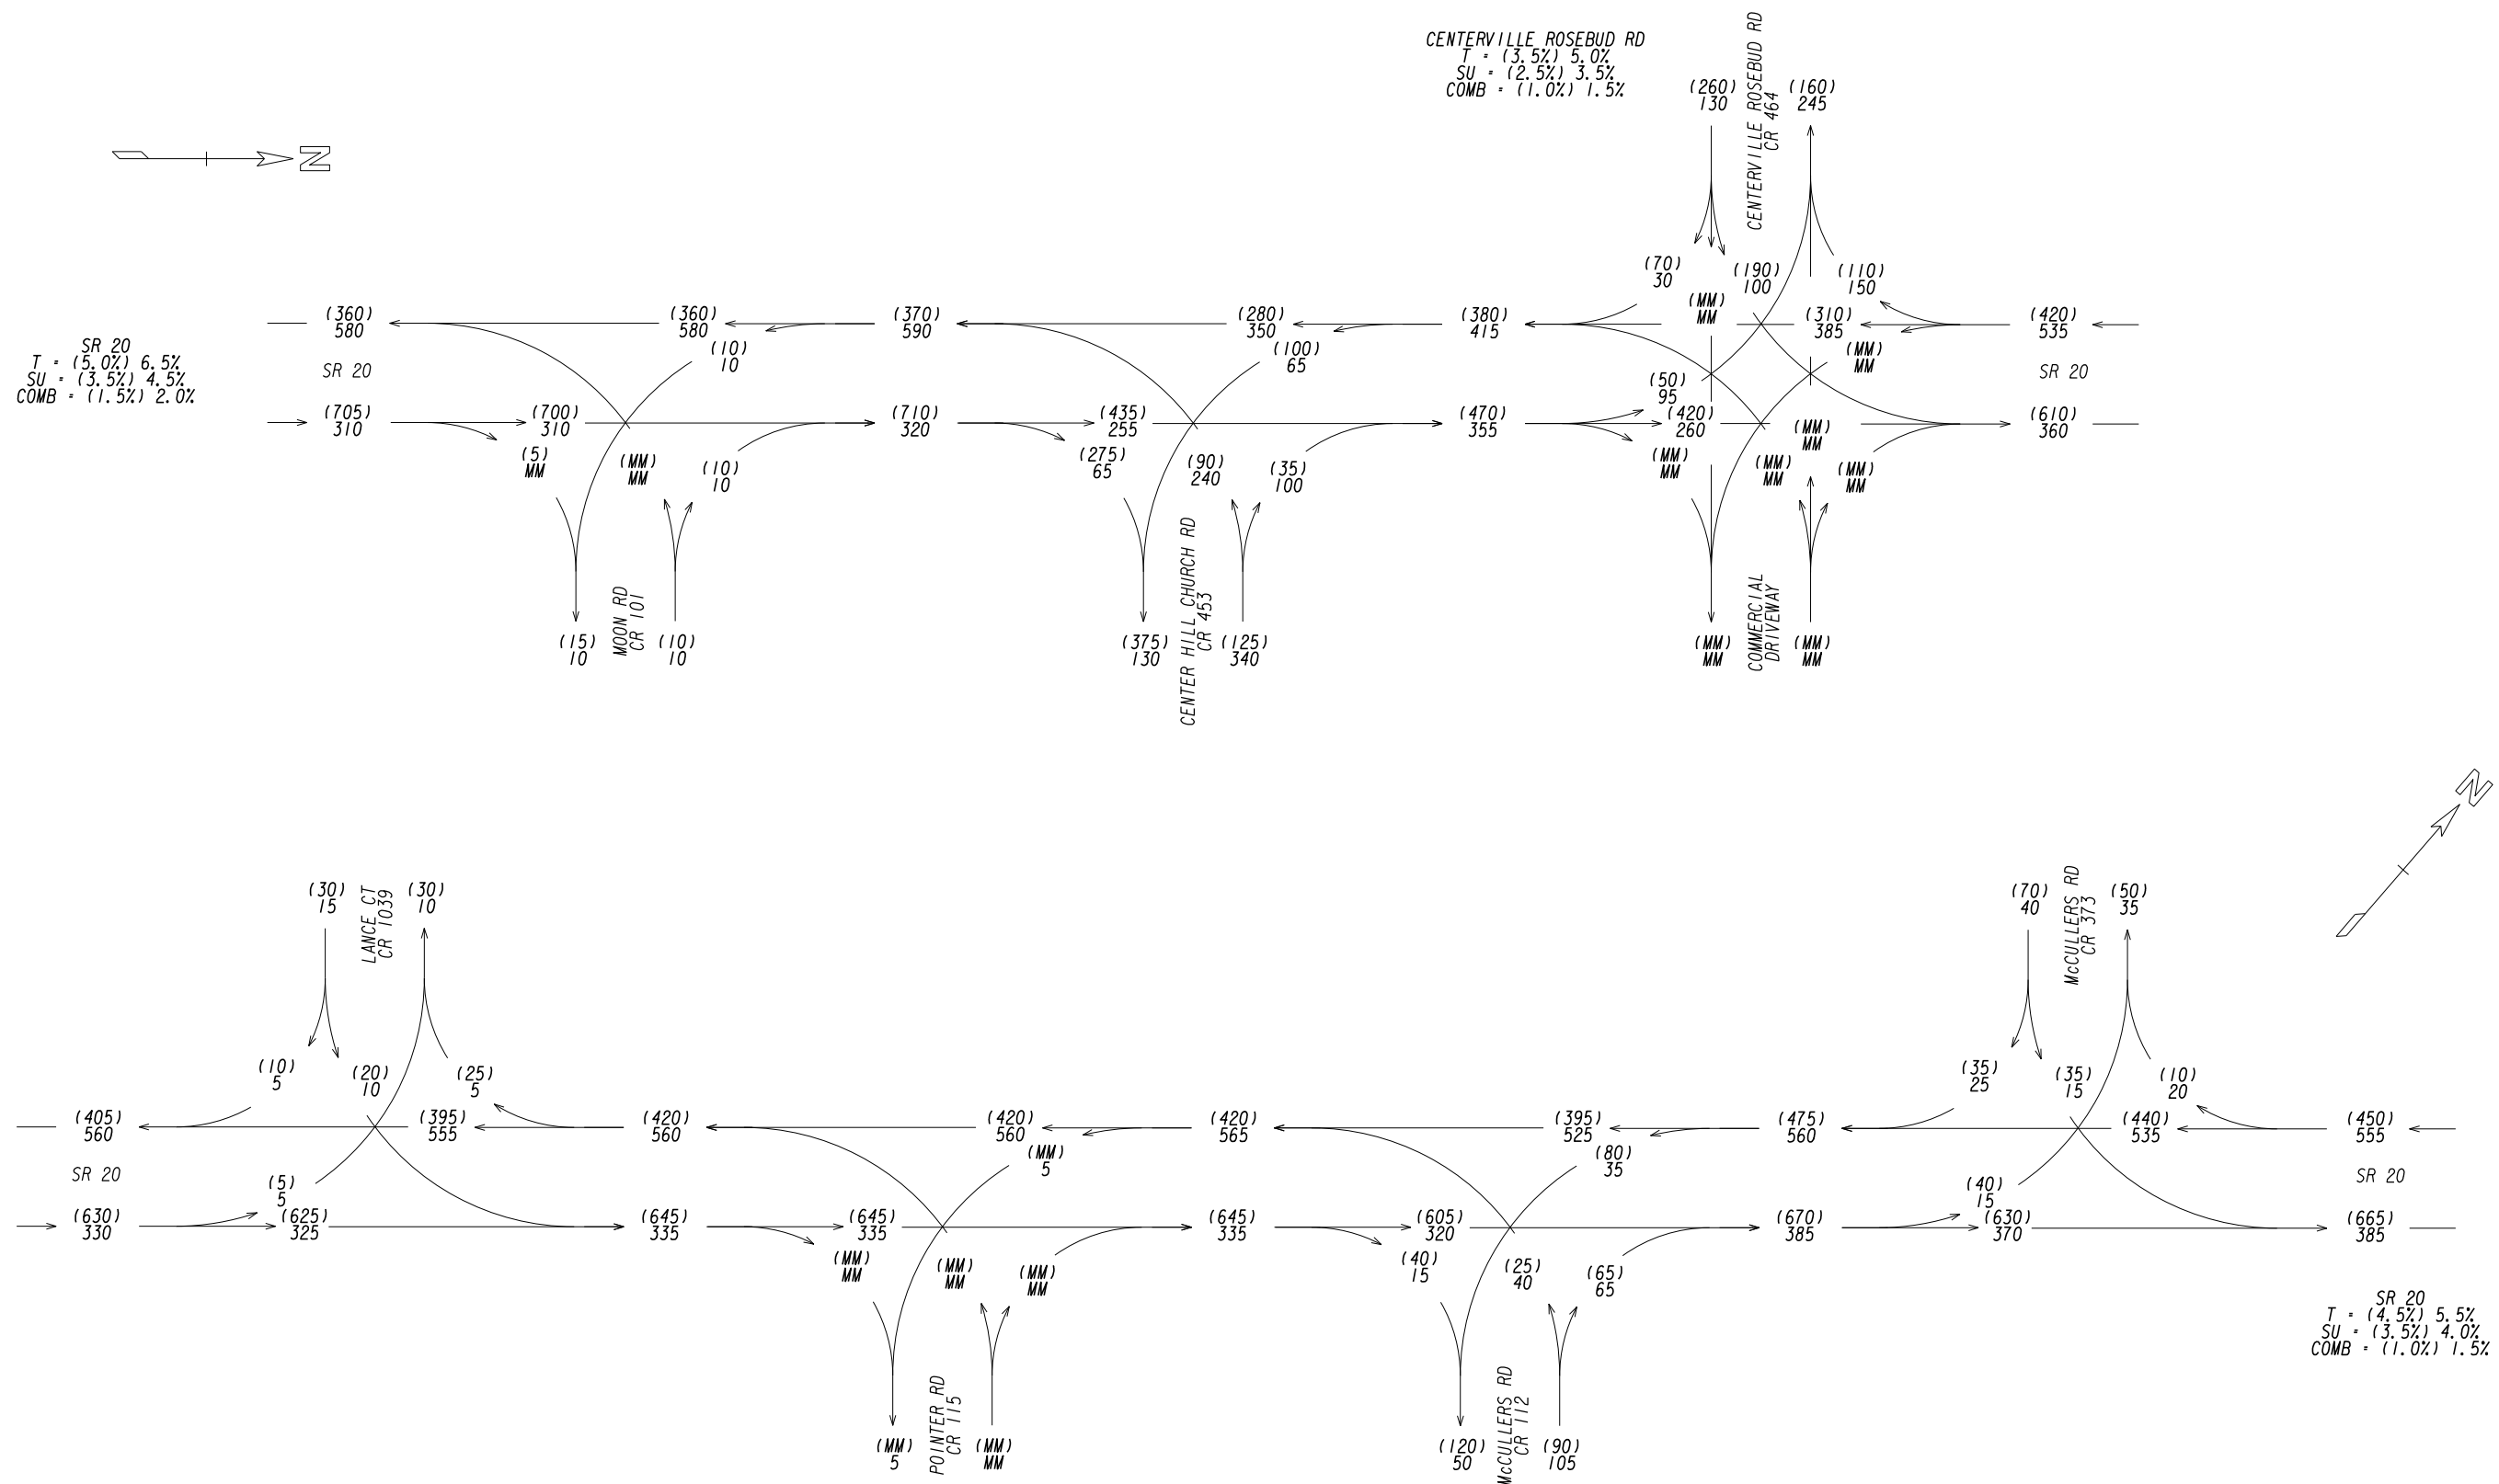 CENTERVILLE ROSEBUD RD
T = (3.5%) 5.0%
SU = (2.5%) 3.5%
COMB = (1.0%) 1.5%
(260)
130
CENTERVILLE ROSEBUD RD
CR 464
(160)
245
N
(70)
30
(MM)
MM
(190)
100
(110)
150
SR 20
T = (5.0%) 6.5%
SU = (3.5%) 4.5%
COMB = (1.5%) 2.0%
(360)
580
(360)
580
(10)
10
(370)
590
(280)
350
(100)
65
(380)
415
(310)
385
(MM)
MM
(420)
535
SR 20
SR 20
(50)
95
(705)
310
(700)
310
(710)
320
(435)
255
(470)
355
(420)
260
(MM)
MM
(610)
360
(5)
MM
(MM)
MM
(10)
10
(275)
65
(90)
240
(35)
100
(MM)
MM
(MM)
MM
(MM)
MM
(15)
10
MOON RD
CR 101
(10)
10
(375)
130
CENTER HILL CHURCH RD
CR 453
(125)
340
(MM)
MM
COMMERCIAL
DRIVEWAY
(MM)
MM
N
(30)
15
LANCE CT
CR 1039
(30)
10
(70)
40
McCULLERS RD
CR 373
(50)
35
(10)
5
(20)
10
(25)
5
(35)
25
(35)
15
(10)
20
(405)
560
(395)
555
(420)
560
(420)
560
(MM)
5
(420)
565
(395)
525
(80)
35
(475)
560
(440)
535
(450)
555
SR 20
SR 20
(5)
5
(40)
15
(630)
330
(625)
325
(645)
335
(645)
335
(645)
335
(605)
320
(670)
385
(630)
370
(665)
385
(MM)
MM
(MM)
MM
(MM)
MM
(40)
15
(25)
40
(65)
65
SR 20
T = (4.5%) 5.5%
SU = (3.5%) 4.0%
COMB = (1.0%) 1.5%
(MM)
5
POINTER RD
CR 115
(MM)
MM
(120)
50
McCULLERS RD
CR 112
(90)
105